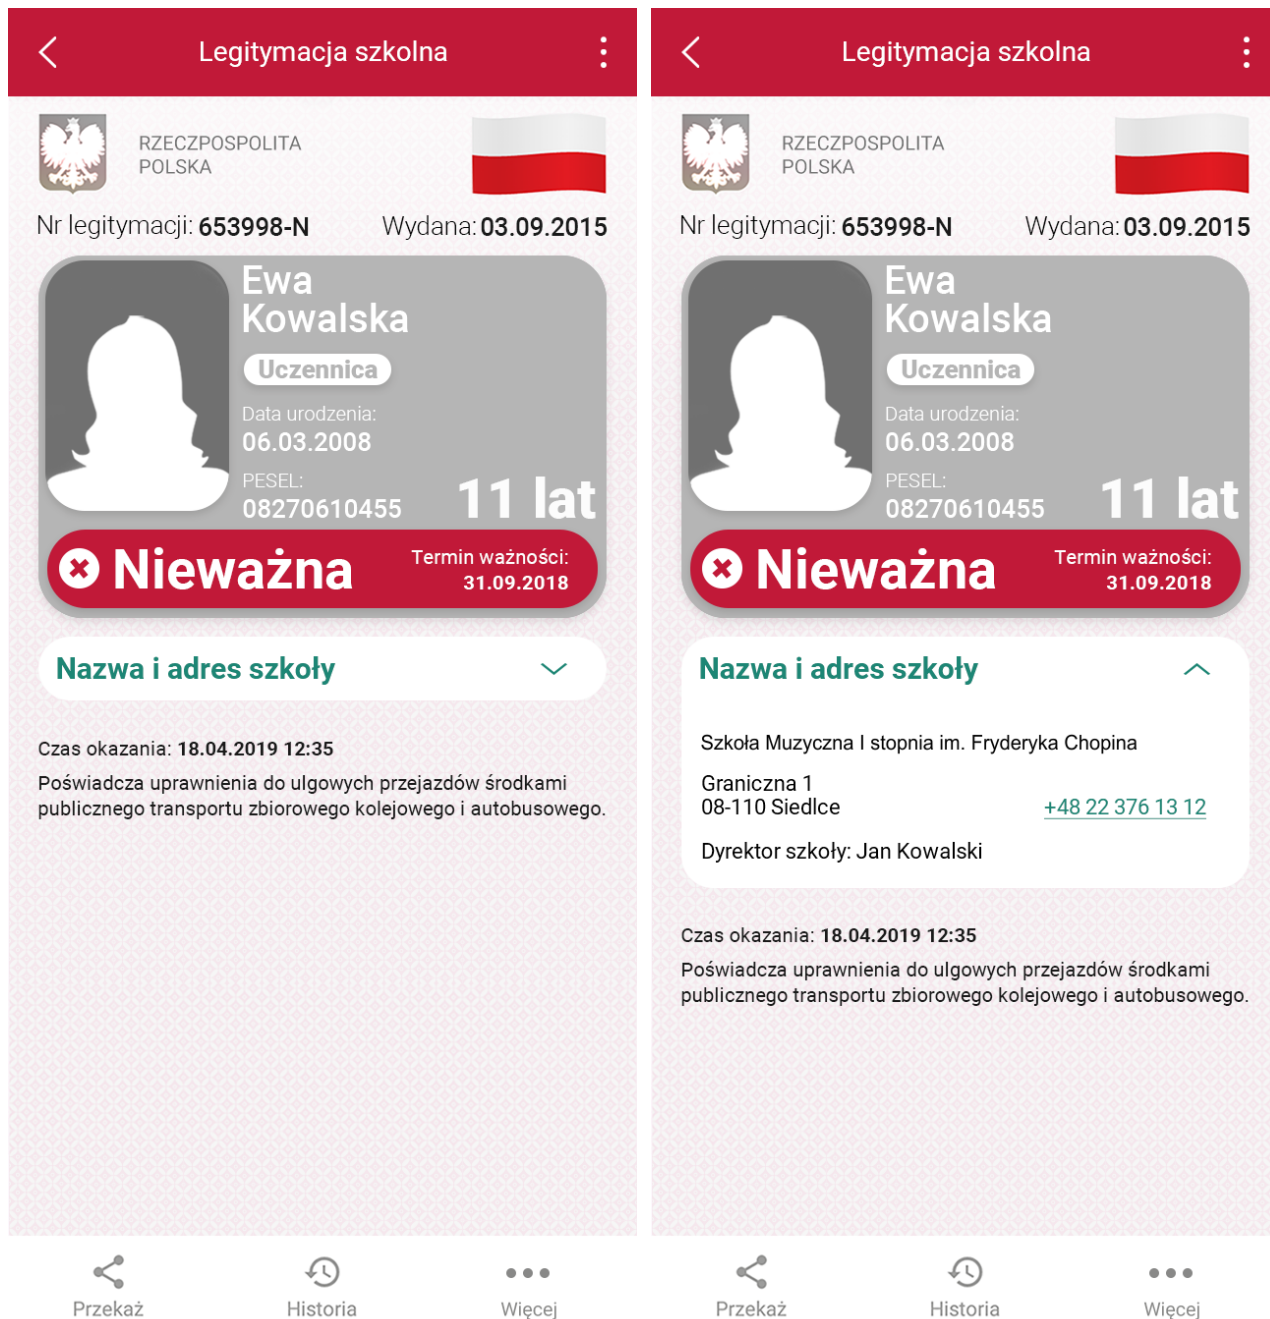 Legitymacja szkolna
RZECZPOSPOLITA
POLSKA
Nr legitymacji: 653998-N Wydana: 03.09.2015
Ewa
Kowalska
Uczennica
Data urodzenia:
06.03.2008
PESEL:
08270610455
11 lat
Nieważna
Termin ważności:
31.09.2018
Nazwa i adres szkoły
Czas okazania: 18.04.2019 12:35
Poświadcza uprawnienia do ulgowych przejazdów środkami
publicznego transportu zbiorowego kolejowego i autobusowego.
Przekaż Historia Więcej
Legitymacja szkolna
RZECZPOSPOLITA
POLSKA
Nr legitymacji: 653998-N Wydana: 03.09.2015
Ewa
Kowalska
Uczennica
Data urodzenia:
06.03.2008
PESEL:
08270610455
11 lat
Nieważna
Termin ważności:
31.09.2018
Nazwa i adres szkoły
Szkoła Muzyczna I stopnia im. Fryderyka Chopina
Graniczna 1
08-110 Siedlce +48 22 376 13 12
Dyrektor szkoły: Jan Kowalski
Czas okazania: 18.04.2019 12:35
Poświadcza uprawnienia do ulgowych przejazdów środkami
publicznego transportu zbiorowego kolejowego i autobusowego.
Przekaż Historia Więcej